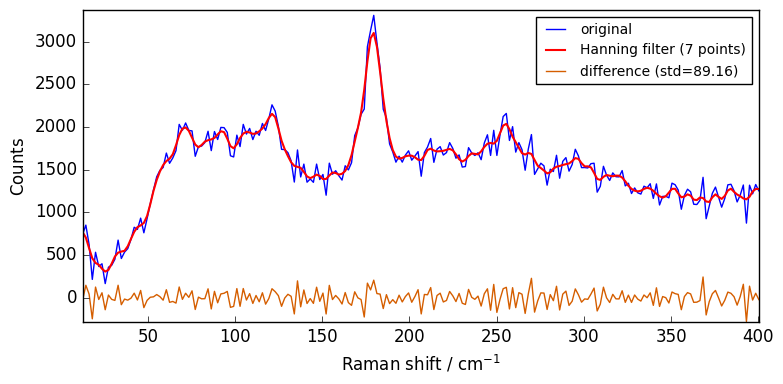 original
Hanning filter (7 points)
difference (std=89.16)
3000
2500
2000
1500
1000
500
0
Counts
50 100 150 200 250 300 350 400
Raman shift / cm⁻¹